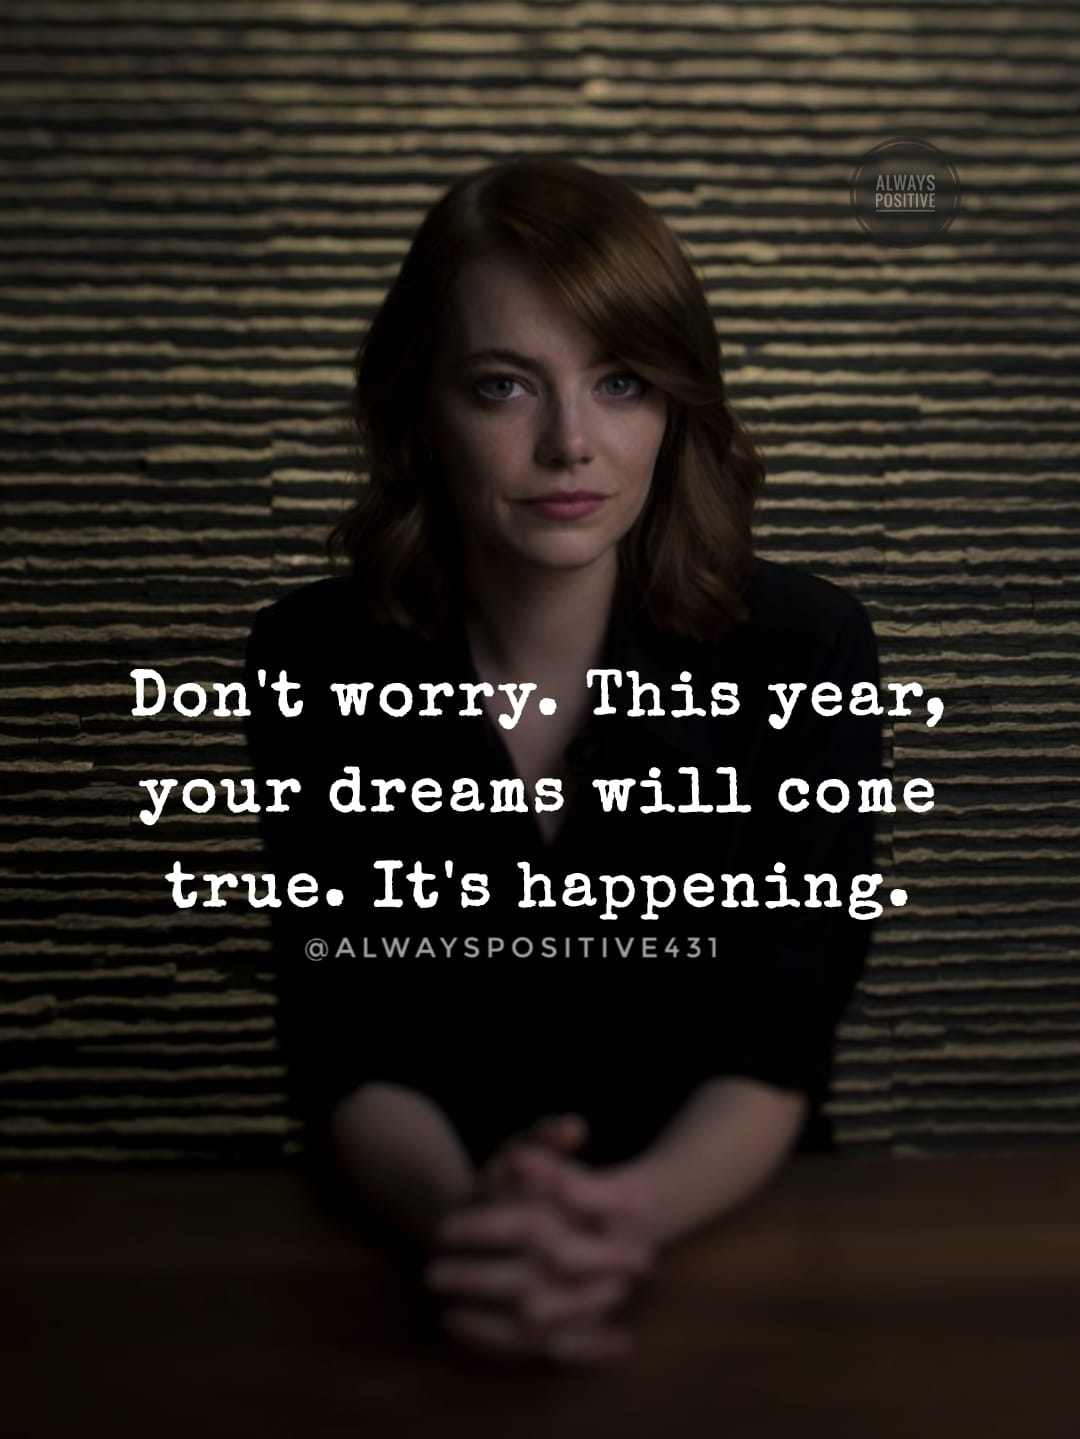 ALWAYS
POSITIVE
Don't worry. This year,
your dreams will come
true. It's happening.
@ALWAYSPOSITIVE431